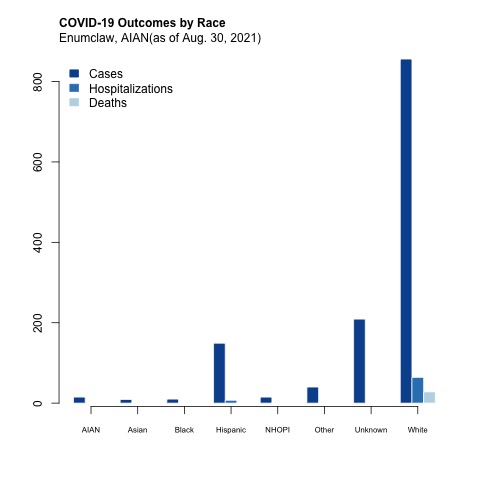 COVID-19 Outcomes by Race
Enumclaw, AIAN(as of Aug. 30, 2021)
Cases
Hospitalizations
Deaths
800
600
400
200
0
AIAN Asian Black Hispanic NHOPI Other Unknown White